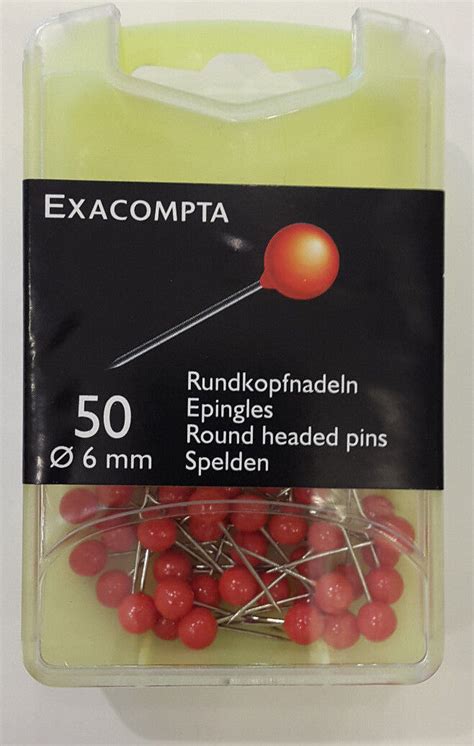 EXACOMPTA
50
Ø 6 mm
Rundkopfnadeln
Epingles
Round headed pins
Spelden